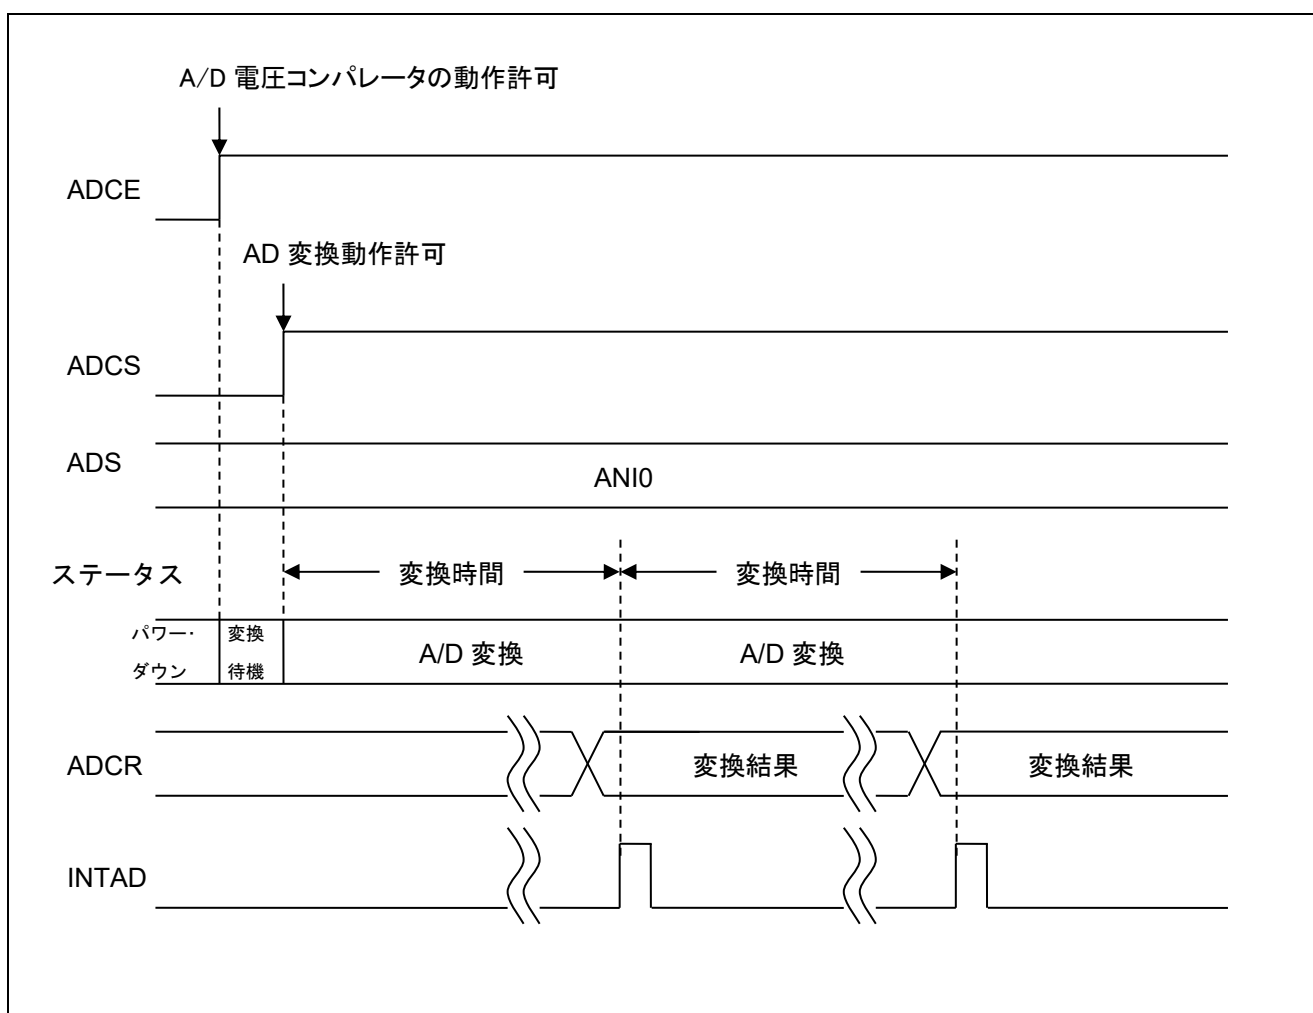 A/D 電圧コンパレータの動作許可
ADCE
AD 変換動作許可
ADCS
ADS
ANI0
ステータス
変換時間
変換時間
パワー・
ダウン
変換
待機
A/D 変換
A/D 変換
ADCR
変換結果
変換結果
INTAD